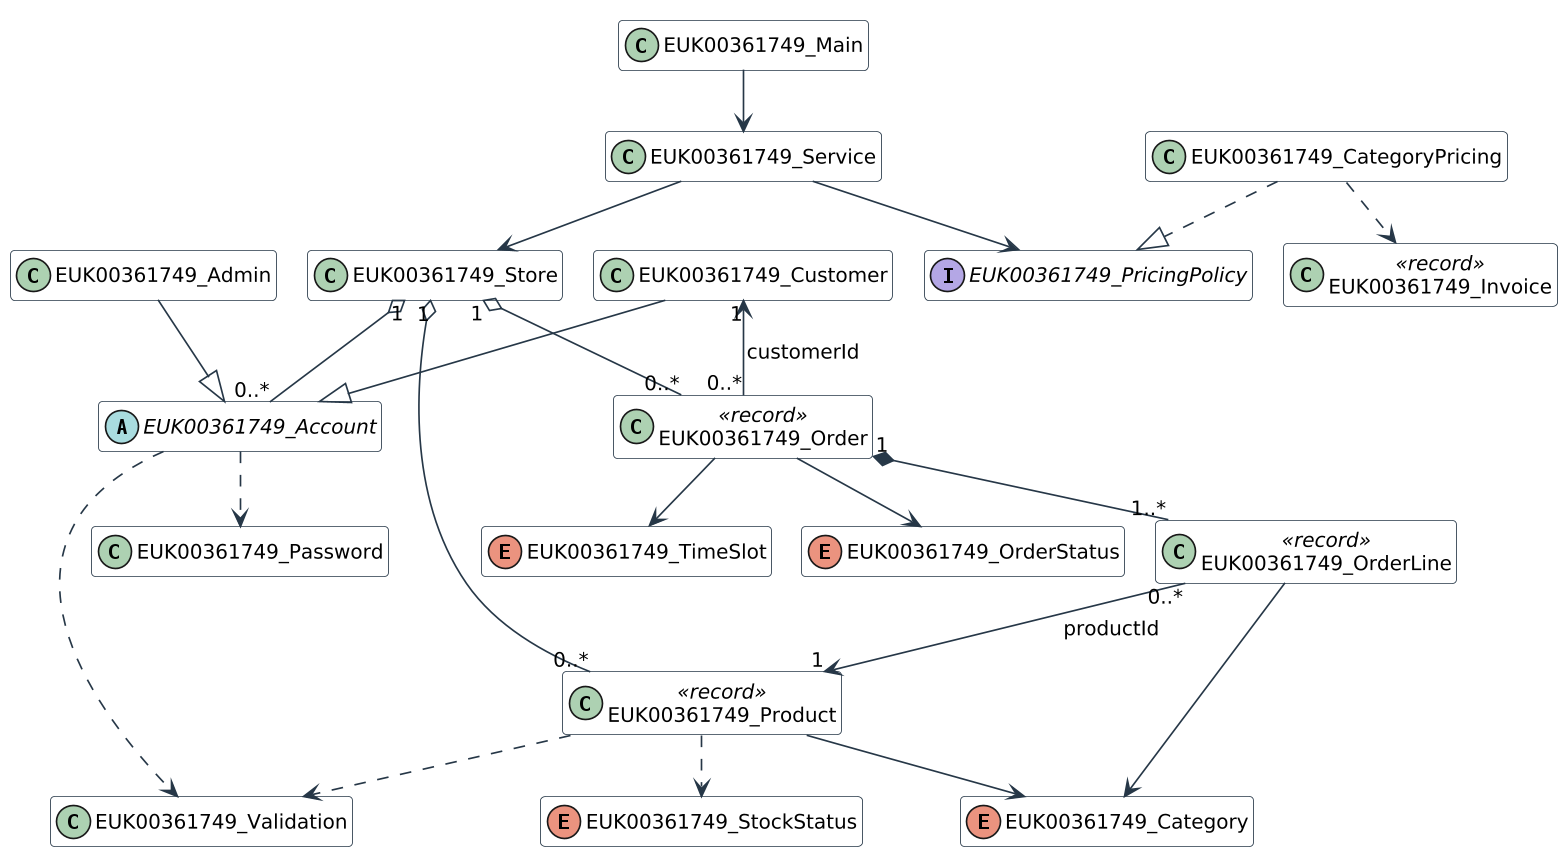 C EUK00361749_Main
C EUK00361749_Service
C EUK00361749_CategoryPricing
C EUK00361749_Admin
C EUK00361749_Store
C EUK00361749_Customer
I EUK00361749_PricingPolicy
«record»
C EUK00361749_Invoice
1
1
1
1
customerId
0..*
0..*
0..*
A EUK00361749_Account
«record»
C EUK00361749_Order
1
1..*
C EUK00361749_Password
E EUK00361749_TimeSlot
E EUK00361749_OrderStatus
«record»
C EUK00361749_OrderLine
0..*
productId
0..*
1
«record»
C EUK00361749_Product
C EUK00361749_Validation
E EUK00361749_StockStatus
E EUK00361749_Category